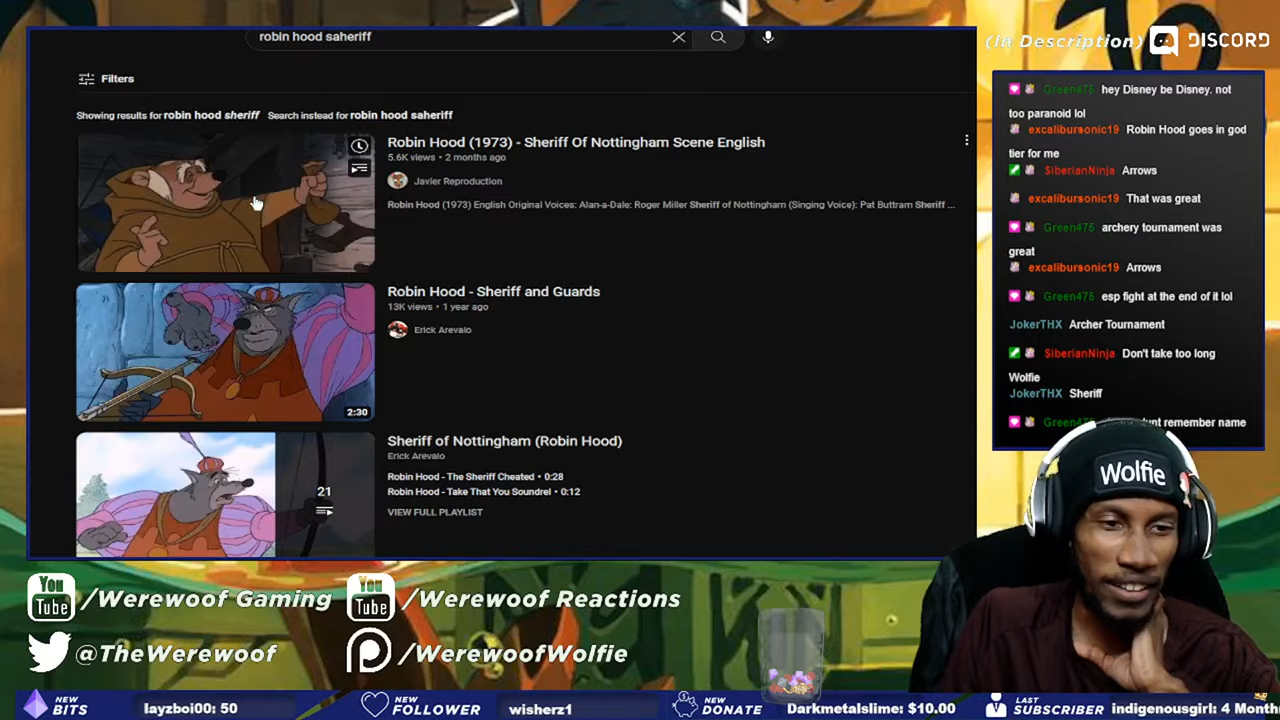 robin hood saheriff
(In Description) DISCORD
Filters
Showing results for robin hood sheriff Search instead for robin hood saheriff
Robin Hood (1973) - Sheriff Of Nottingham Scene English
5.6K views • 2 months ago
Javier Reproduction
Robin Hood (1973) English Original Voices: Alan-a-Dale: Roger Miller Sheriff of Nottingham (Singing Voice): Pat Buttram Sheriff ...
Robin Hood - Sheriff and Guards
13K views • 1 year ago
Erick Arevalo
2:30
Sheriff of Nottingham (Robin Hood)
Erick Arevalo
Robin Hood - The Sheriff Cheated • 0:28
Robin Hood - Take That You Soundrel • 0:12
21
VIEW FULL PLAYLIST
Green475 hey Disney be Disney. not
too paranoid lol
excalibursonic19 Robin Hood goes in god
tier for me
SiberianNinja Arrows
excalibursonic19 That was great
Green475 archery tournament was
great
excalibursonic19 Arrows
Green475 esp fight at the end of it lol
JokerTHX Archer Tournament
SiberianNinja Don't take too long
Wolfie
JokerTHX Sheriff
remember name
Wolfie
You Tube /Werewoof Gaming You Tube /Werewoof Reactions
@TheWerewoof /WerewoofWolfie
NEW BITS layzboi00: 50 NEW FOLLOWER wisherz1 NEW DONATE Darkmetalslime: $10.00 LAST SUBSCRIBER indigenousgirl: 4 Month